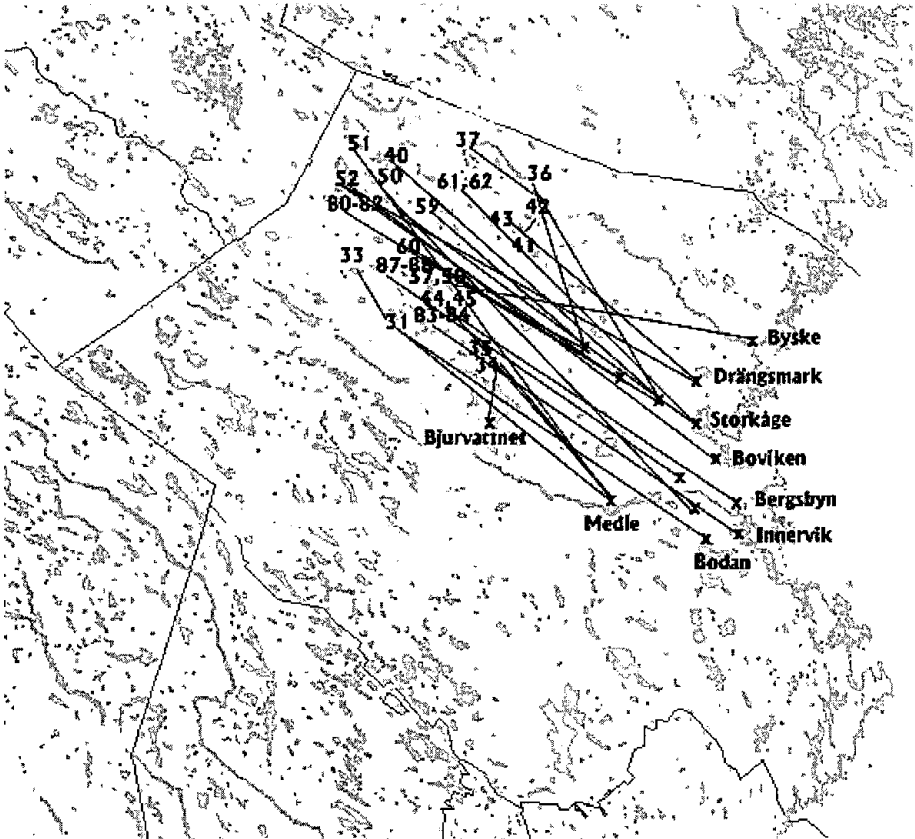 37
51
40
36
50
61,62
52
42
80-82
59
43
41
60
33
87-88
57,58
44,45
83-84
31
35
34
Byske
Drängsmark
Storkåge
Bjurvattnet
Boviken
Bergsbyn
Medle
Innervik
Bodan